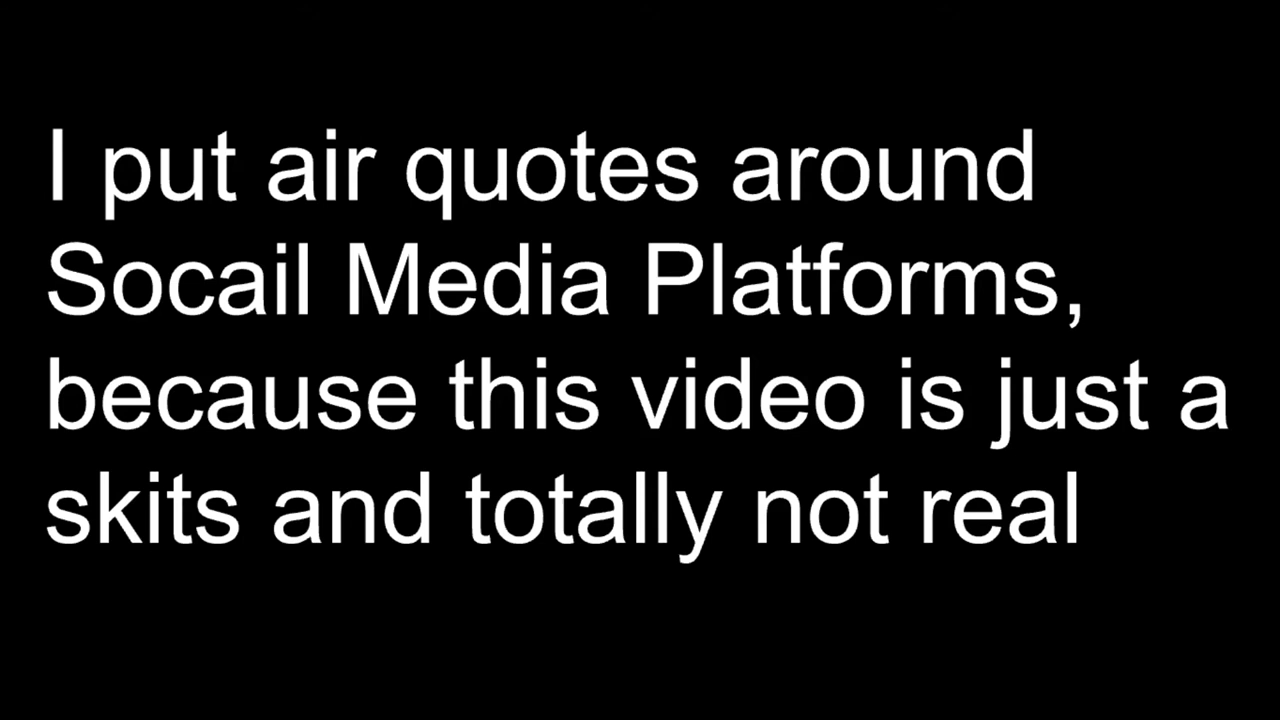 I put air quotes around
Socail Media Platforms,
because this video is just a
skits and totally not real